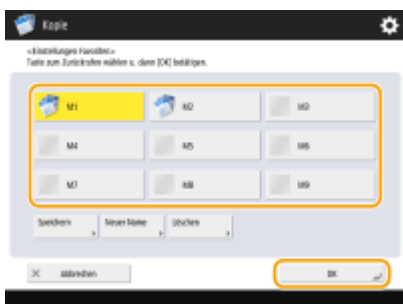 Kopie
<Einstellungen Favoriten>
Taste zum Zurückrufen wählen u. dann [OK] betätigen.
M1 M2 M3
M4 M5 M6
M7 M8 M9
Speichern Neuer Name Löschen
Abbrechen OK